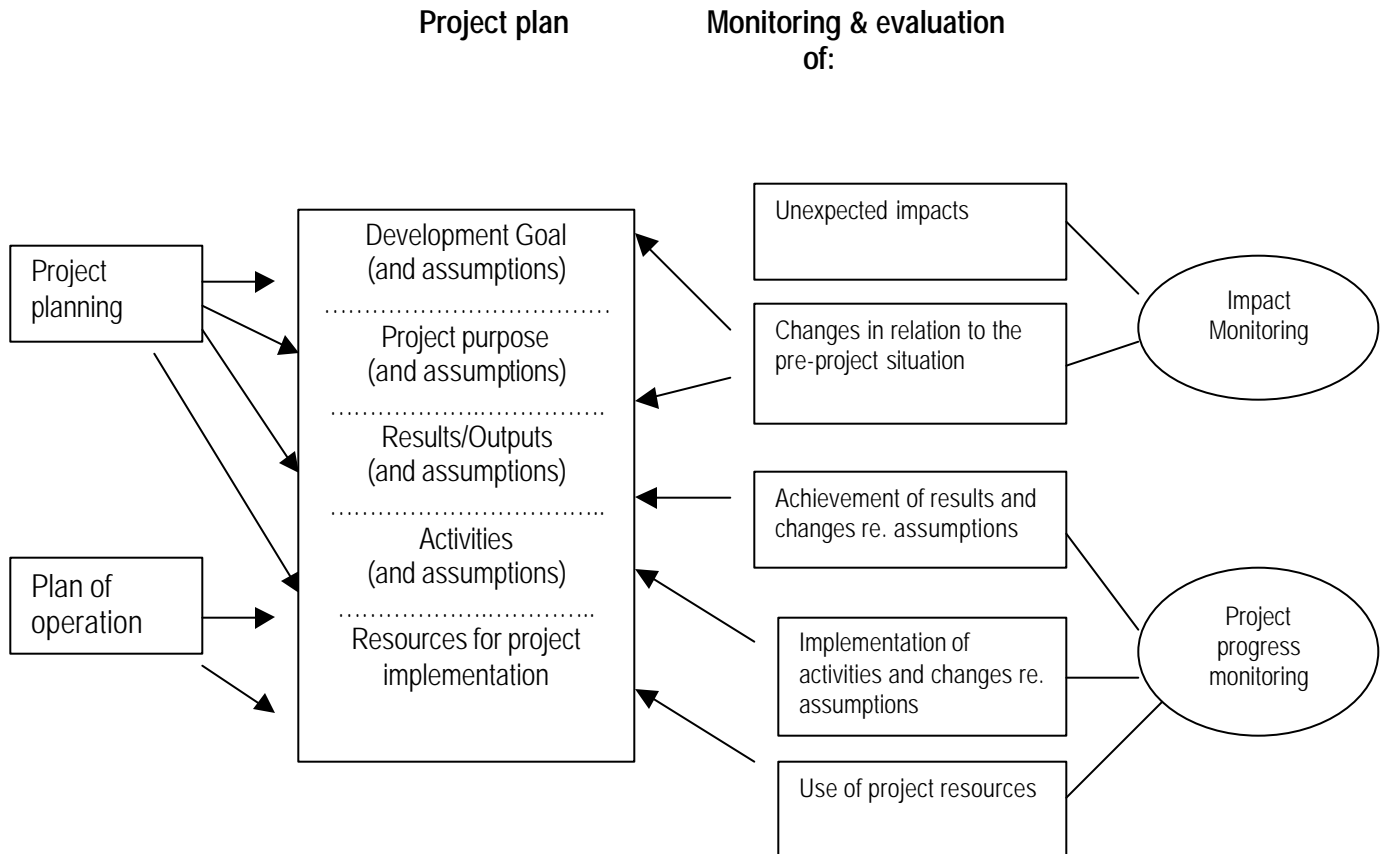 Project plan
Monitoring & evaluation
of:
Project
planning
Plan of
operation
Development Goal
(and assumptions)
……………………………….
Project purpose
(and assumptions)
……………………………
Results/Outputs
(and assumptions)
……………………………..
Activities
(and assumptions)
…………………………..
Resources for project
implementation
Unexpected impacts
Changes in relation to the
pre-project situation
Achievement of results and
changes re. assumptions
Implementation of
activities and changes re.
assumptions
Use of project resources
Impact
Monitoring
Project
progress
monitoring